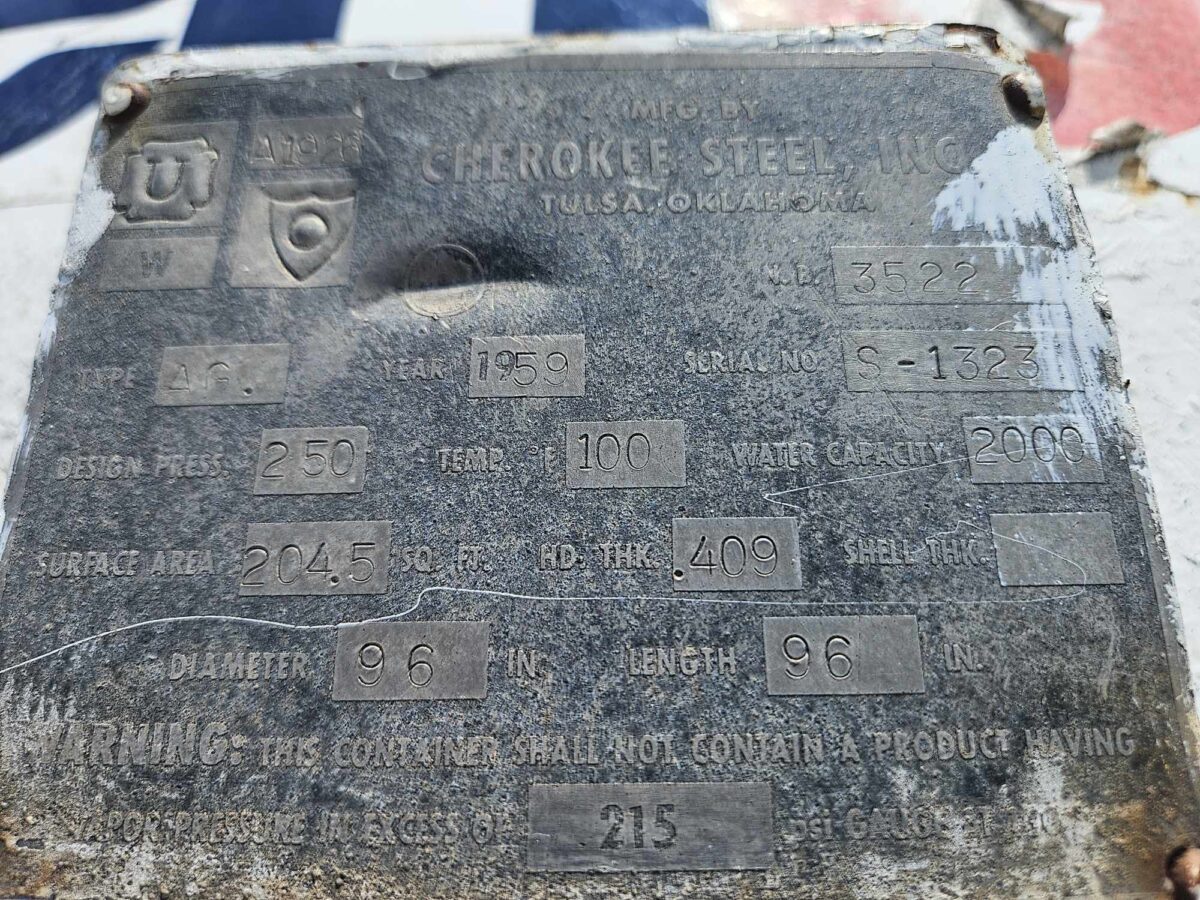 MFG. BY
CHEROKEE STEEL, INC
TULSA, OKLAHOMA
U
W
N.B. 3522
TYPE AG. YEAR 1959 SERIAL NO S-1323
DESIGN PRESS. 250 TEMP. °F 100 WATER CAPACITY 2000
SURFACE AREA 204.5 SQ. FT. HD. THK. .409 SHELL THK.
DIAMETER 96 IN. LENGTH 96 IN.
WARNING: THIS CONTAINER SHALL NOT CONTAIN A PRODUCT HAVING
VAPOR PRESSURE IN EXCESS OF 215 psi GAUGE AT